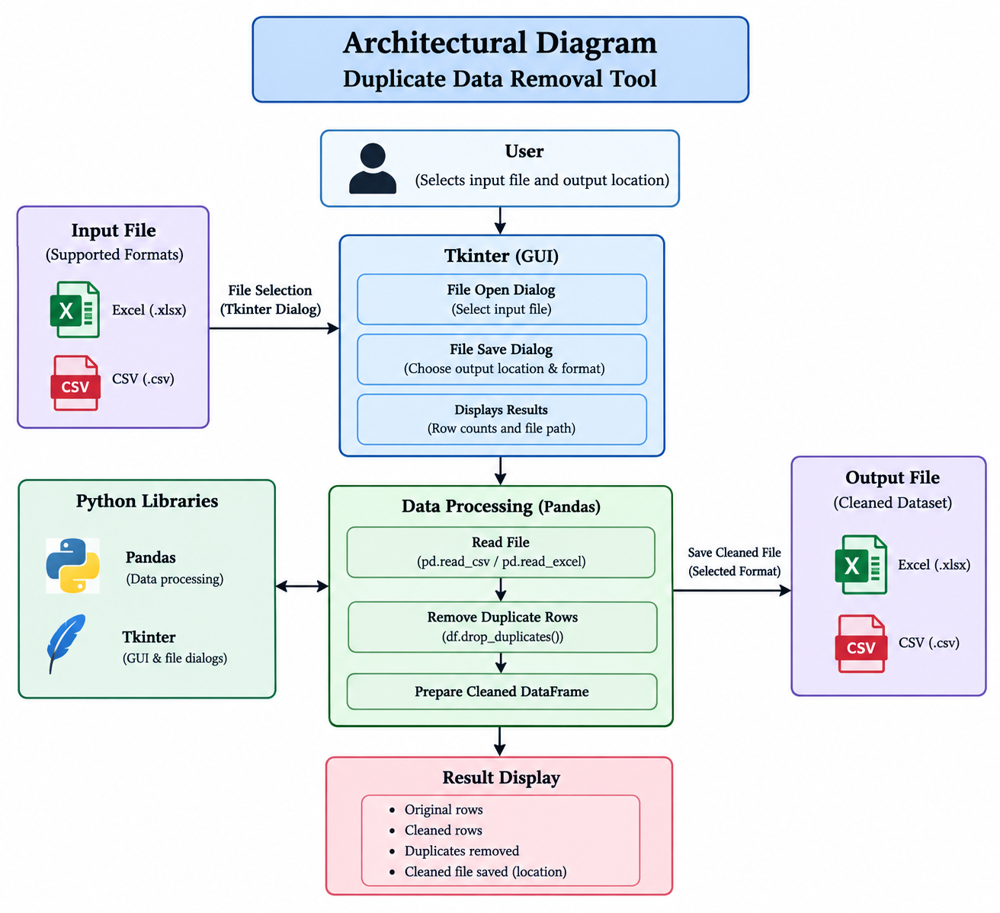 Architectural Diagram
Duplicate Data Removal Tool
User
(Selects input file and output location)
Input File
(Supported Formats)
X
Excel (.xlsx)
CSV
CSV (.csv)
File Selection
(Tkinter Dialog)
Tkinter (GUI)
File Open Dialog
(Select input file)
File Save Dialog
(Choose output location & format)
Displays Results
(Row counts and file path)
Python Libraries
Pandas
(Data processing)
Tkinter
(GUI & file dialogs)
Data Processing (Pandas)
Read File
(pd.read_csv / pd.read_excel)
Remove Duplicate Rows
(df.drop_duplicates())
Prepare Cleaned DataFrame
Save Cleaned File
(Selected Format)
Output File
(Cleaned Dataset)
X
Excel (.xlsx)
CSV
CSV (.csv)
Result Display
• Original rows
• Cleaned rows
• Duplicates removed
• Cleaned file saved (location)